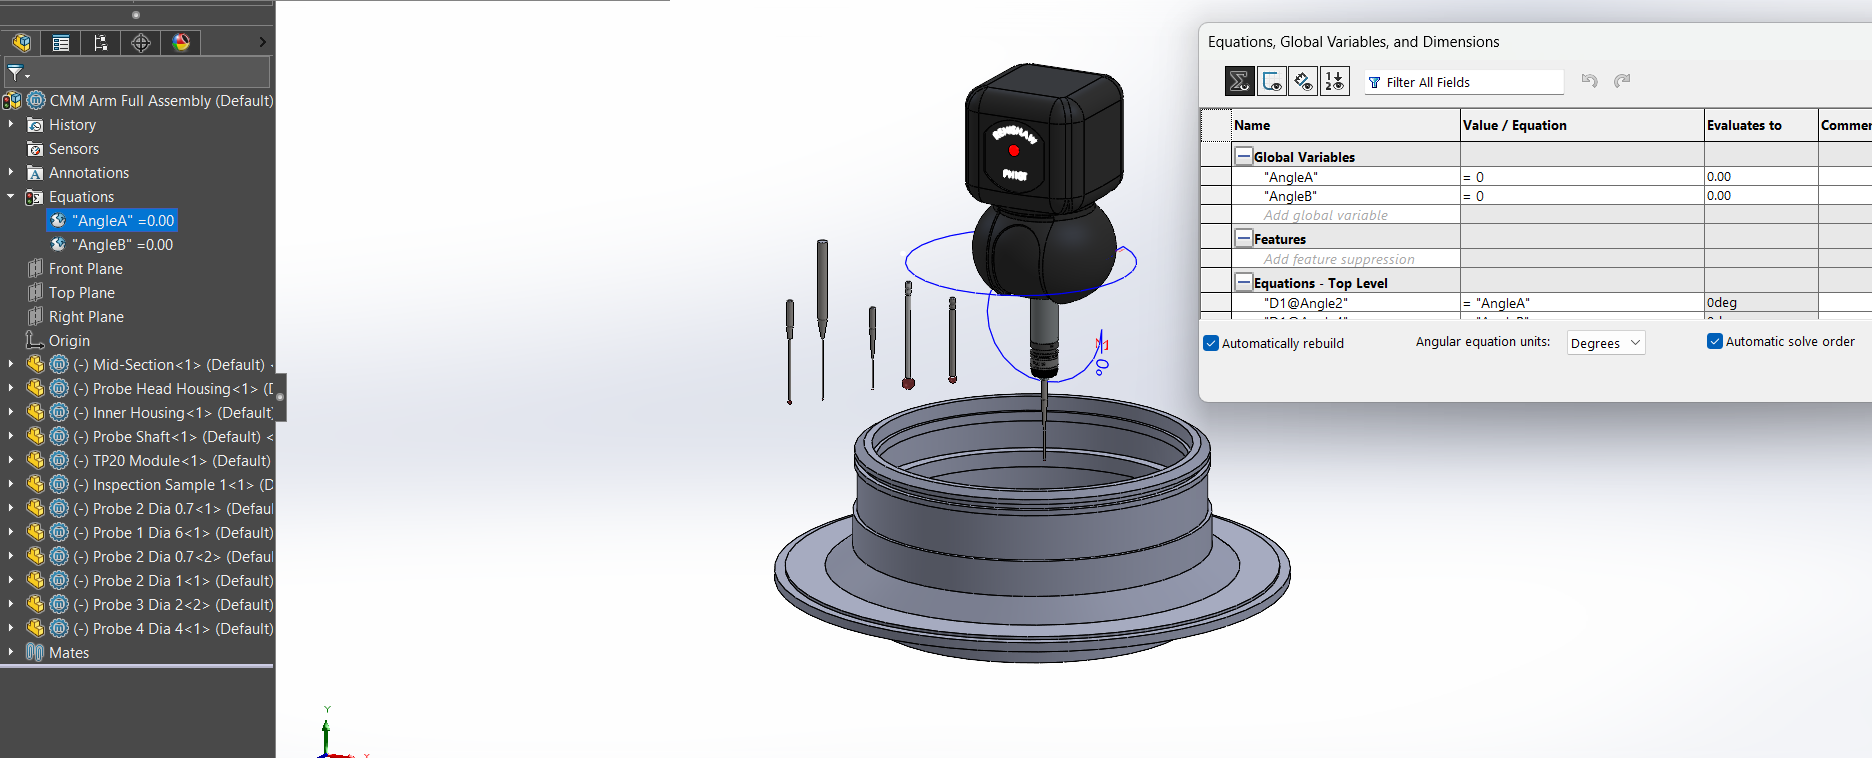 CMM Arm Full Assembly (Default)
History
Sensors
Annotations
Equations
"AngleA" =0.00
"AngleB" =0.00
Front Plane
Top Plane
Right Plane
Origin
(-) Mid-Section<1> (Default)
(-) Probe Head Housing<1> (D
(-) Inner Housing<1> (Default)
(-) Probe Shaft<1> (Default) <
(-) TP20 Module<1> (Default)
(-) Inspection Sample 1<1> (D
(-) Probe 2 Dia 0.7<1> (Defaul
(-) Probe 1 Dia 6<1> (Default)
(-) Probe 2 Dia 0.7<2> (Defaul
(-) Probe 2 Dia 1<1> (Default)
(-) Probe 3 Dia 2<2> (Default)
(-) Probe 4 Dia 4<1> (Default)
Mates
RENISHAW
0°
Y
X
Equations, Global Variables, and Dimensions
Filter All Fields
Name Value / Equation Evaluates to Commen
Global Variables
"AngleA" = 0 0.00
"AngleB" = 0 0.00
Add global variable
Features
Add feature suppression
Equations - Top Level
"D1@Angle2" = "AngleA" 0deg
Automatically rebuild Angular equation units: Degrees Automatic solve order